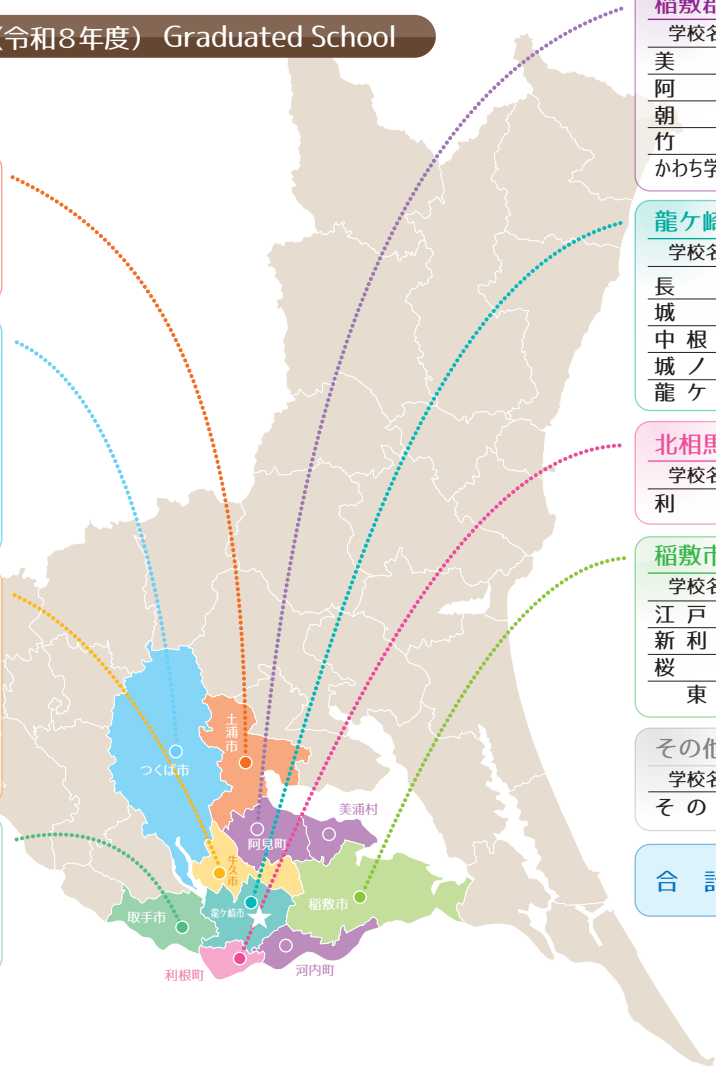 （令和8年度） Graduated School
稲敷郡
学校名
美
阿
朝
竹
かわち学
龍ケ崎
学校名
長
城
中 根
城 ノ
龍 ケ
北相馬
学校名
利
稲敷市
学校名
江 戸
新 利
桜
東
その他
学校名
そ の
合 計
土浦市
つくば市
美浦村
阿見町
牛久市
取手市
龍ケ崎市
稲敷市
利根町
河内町